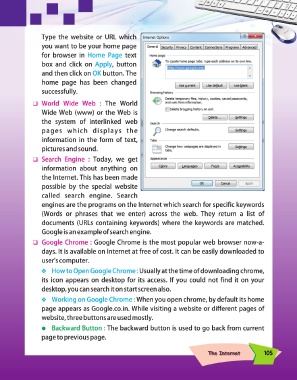 Type the website or URL which
you want to be your home page
for browser in Home Page text
box and click on Apply, button
and then click on OK button. The
home page has been changed
successfully.
Internet Options
General Security Privacy Content Connections Programs Advanced
Home page
To create home page tabs, type each address on its own line.
Use current Use default Use blank
Browsing history
Delete temporary files, history, cookies, saved passwords,
and web form information.
Delete browsing history on exit
Delete... Settings
Search
Change search defaults. Settings
Tabs
Change how webpages are displayed in
tabs. Settings
Appearance
Colors Languages Fonts Accessibility
OK Cancel Apply
❑ World Wide Web : The World
Wide Web (www) or the Web is
the system of interlinked web
pages which displays the
information in the form of text,
pictures and sound.
❑ Search Engine : Today, we get
information about anything on
the Internet. This has been made
possible by the special website
called search engine. Search
engines are the programs on the Internet which search for specific keywords
(Words or phrases that we enter) across the web. They return a list of
documents (URLs containing keywords) where the keywords are matched.
Google is an example of search engine.
❑ Google Chrome : Google Chrome is the most popular web browser now-a-
days. It is available on Internet at free of cost. It can be easily downloaded to
user's computer.
❖ How to Open Google Chrome : Usually at the time of downloading chrome,
its icon appears on desktop for its access. If you could not find it on your
desktop, you can search it on start screen also.
❖ Working on Google Chrome : When you open chrome, by default its home
page appears as Google.co.in. While visiting a website or different pages of
website, three buttons are used mostly.
● Backward Button : The backward button is used to go back from current
page to previous page.
The Internet 105